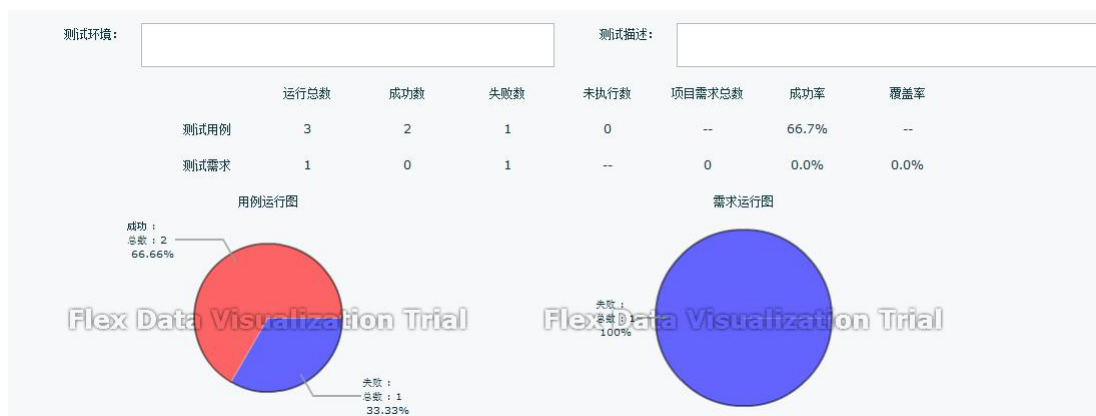 测试环境： 测试描述：
运行总数 成功数 失败数 未执行数 项目需求总数 成功率 覆盖率
测试用例 3 2 1 0 -- 66.7% --
测试需求 1 0 1 -- 0 0.0% 0.0%
用例运行图
成功：
总数：2
66.66%
失败：
总数：1
33.33%
Flex Data Visualization Trial
需求运行图
失败：
总数：1
100%
Flex Data Visualization Trial